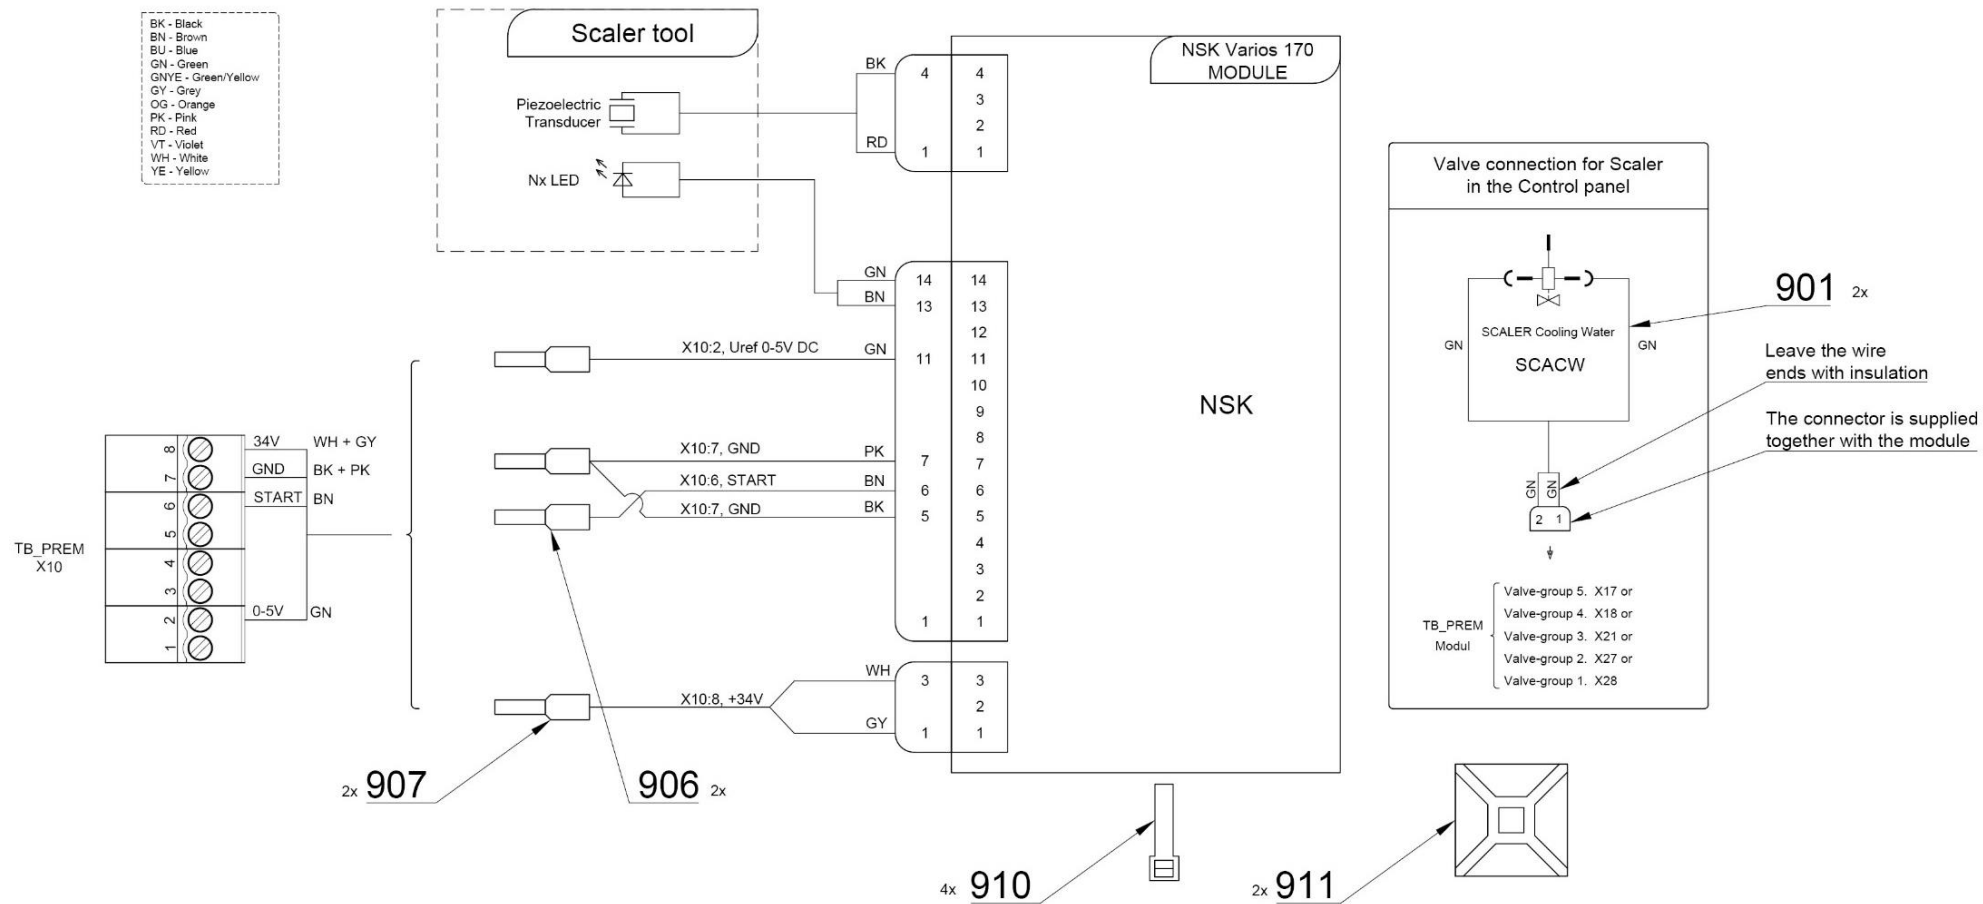 BK - Black
BN - Brown
BU - Blue
GN - Green
GNYE - Green/Yellow
GY - Grey
OG - Orange
PK - Pink
RD - Red
VT - Violet
WH - White
YE - Yellow
Scaler tool
Piezoelectric
Transducer
Nx LED
NSK Varios 170
MODULE
BK
4
4
3
2
RD
1
1
GN
14
14
BN
13
13
12
X10:2, Uref 0-5V DC
GN
11
11
10
9
8
X10:7, GND
PK
7
7
X10:6, START
BN
6
6
X10:7, GND
BK
5
5
4
3
2
1
1
WH
3
3
X10:8, +34V
2
GY
1
1
NSK
TB_PREM
X10
8
34V
WH + GY
7
GND
BK + PK
6
START
BN
5
4
3
2
0-5V
GN
1
2x 907
906 2x
4x 910
2x 911
Valve connection for Scaler
in the Control panel
SCALER Cooling Water
SCACW
GN
GN
GN
GN
2 1
TB_PREM
Modul
Valve-group 5. X17 or
Valve-group 4. X18 or
Valve-group 3. X21 or
Valve-group 2. X27 or
Valve-group 1. X28
901 2x
Leave the wire
ends with insulation
The connector is supplied
together with the module